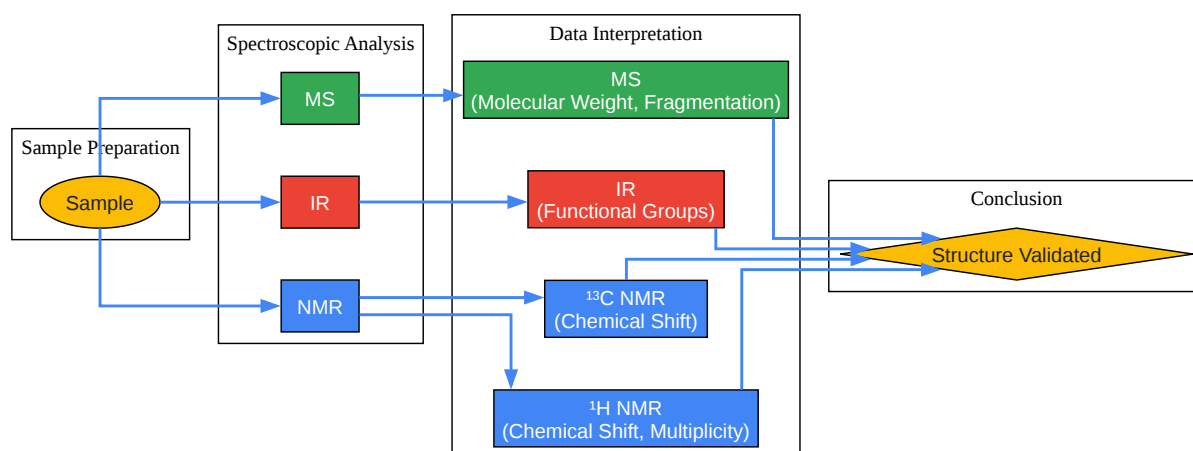 Sample Preparation
Sample
Spectroscopic Analysis
MS
IR
NMR
Data Interpretation
MS
(Molecular Weight, Fragmentation)
IR
(Functional Groups)
¹³C NMR
(Chemical Shift)
¹H NMR
(Chemical Shift, Multiplicity)
Conclusion
Structure Validated